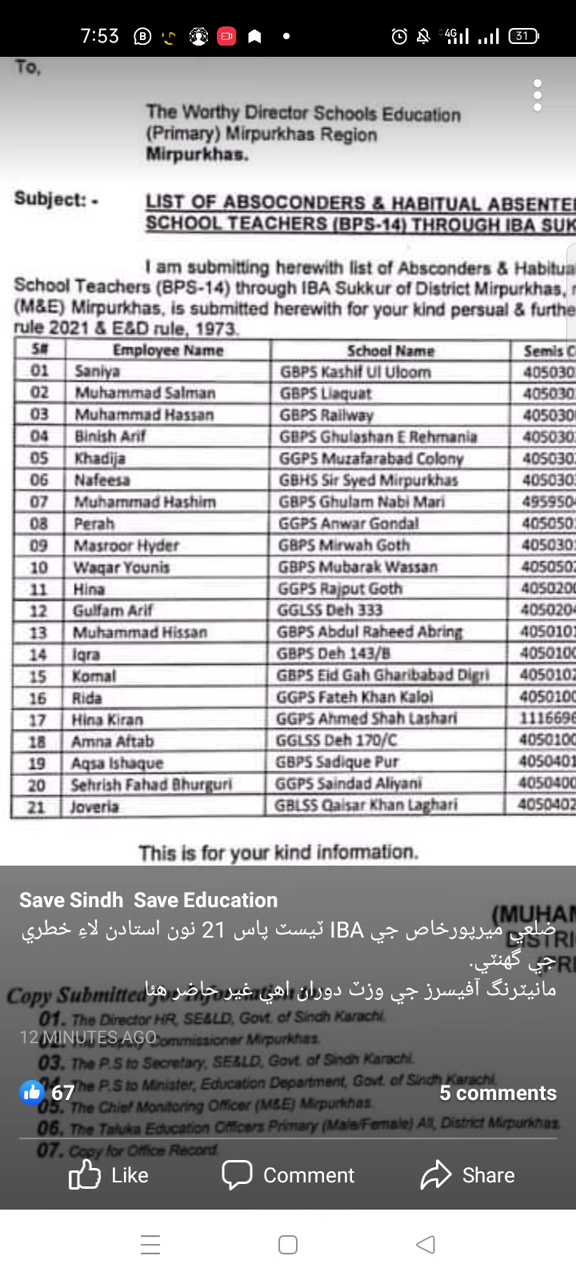 7:53
4G
31
To,
The Worthy Director Schools Education
(Primary) Mirpurkhas Region
Mirpurkhas.
Subject: - LIST OF ABSOCONDERS & HABITUAL ABSENTE
SCHOOL TEACHERS (BPS-14) THROUGH IBA SUK
I am submitting herewith list of Absconders & Habitua
School Teachers (BPS-14) through IBA Sukkur of District Mirpurkhas,
(M&E) Mirpurkhas, is submitted herewith for your kind persual & furthe
rule 2021 & E&D rule, 1973.
S# Employee Name School Name Semis C
01 Saniya GBPS Kashif Ul Uloom 405030
02 Muhammad Salman GBPS Liaquat 405030
03 Muhammad Hassan GBPS Railway 405030
04 Binish Arif GBPS Ghulashan E Rehmania 405030
05 Khadija GGPS Muzafarabad Colony 405030
06 Nafeesa GBHS Sir Syed Mirpurkhas 405030
07 Muhammad Hashim GBPS Ghulam Nabi Mari 495950
08 Perah GGPS Anwar Gondal 405050
09 Masroor Hyder GBPS Mirwah Goth 405030
10 Waqar Younis GBPS Mubarak Wassan 405050
11 Hina GGPS Rajput Goth 405020
12 Gulfam Arif GGLSS Deh 333 405020
13 Muhammad Hissan GBPS Abdul Raheed Abring 405010
14 Iqra GBPS Deh 143/B 405010
15 Komal GBPS Eid Gah Gharibabad Digri 405010
16 Rida GGPS Fateh Khan Kaloi 405010
17 Hina Kiran GGPS Ahmed Shah Lashari 111669
18 Amna Aftab GGLSS Deh 170/C 405010
19 Aqsa Ishaque GBPS Sadique Pur 405040
20 Sehrish Fahad Bhurguri GGPS Saindad Aliyani 405040
21 Joveria GBLSS Qaisar Khan Laghari 405040
This is for your kind information.
Save Sindh Save Education
(MUHAM
ضلعي ميرپورخاص جي IBA ٽيسٽ پاس 21 نون استادن لاءِ خطري
DISTRI
جي گهنٽي.
مانيٽرنگ آفيسرز جي وزٽ دوران اهي غير حاضر هئا
Copy Submitted for Information
01. The Director HR, SE&LD, Govt. of Sindh Karachi.
12 MINUTES AGO
Commissioner Mirpurkhas.
03. The P.S to Secretary, SE&LD, Govt. of Sindh Karachi.
The P.S to Minister, Education Department, Govt. of Sindh Karachi.
67
5 comments
05. The Chief Monitoring Officer (M&E) Mirpurkhas.
06. The Taluka Education Officers Primary (Male/Female) All, District Mirpurkhas.
07. Copy for Office Record.
Like Comment Share